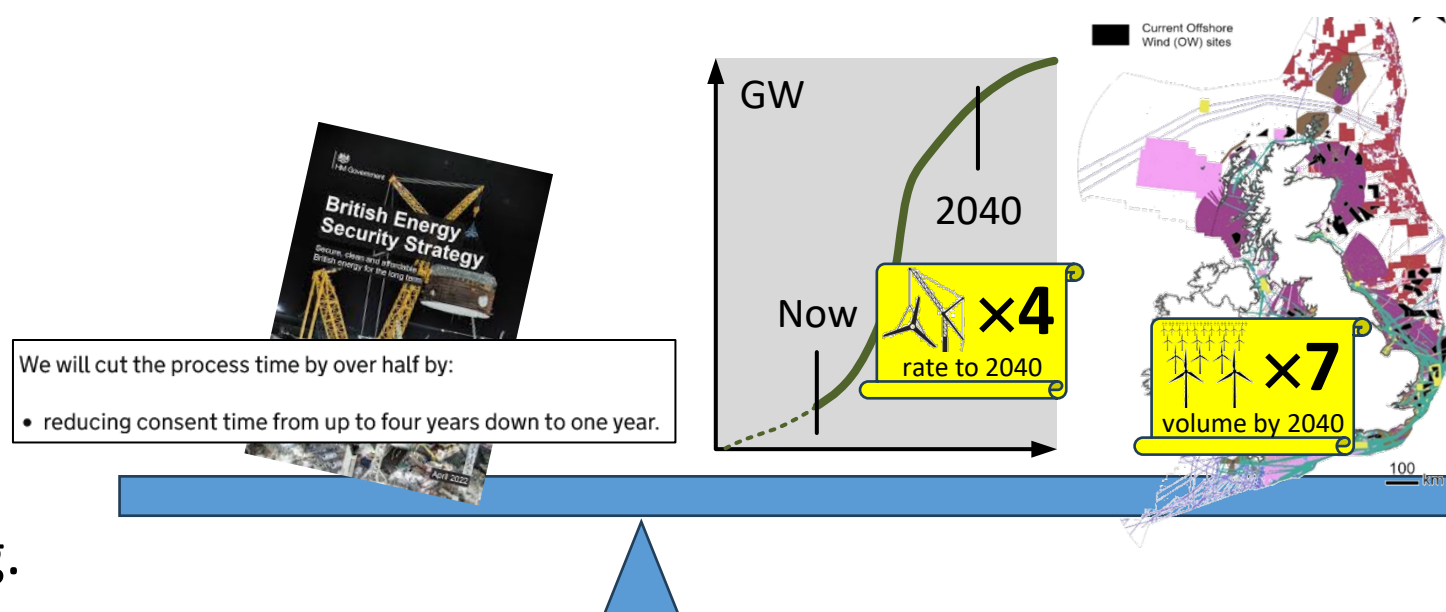 HM Government
British Energy
Security Strategy
Secure, clean and affordable
British energy for the long term
April 2022
We will cut the process time by over half by:
• reducing consent time from up to four years down to one year.
GW
2040
Now
×4
rate to 2040
Current Offshore
Wind (OW) sites
×7
volume by 2040
100
km
g.